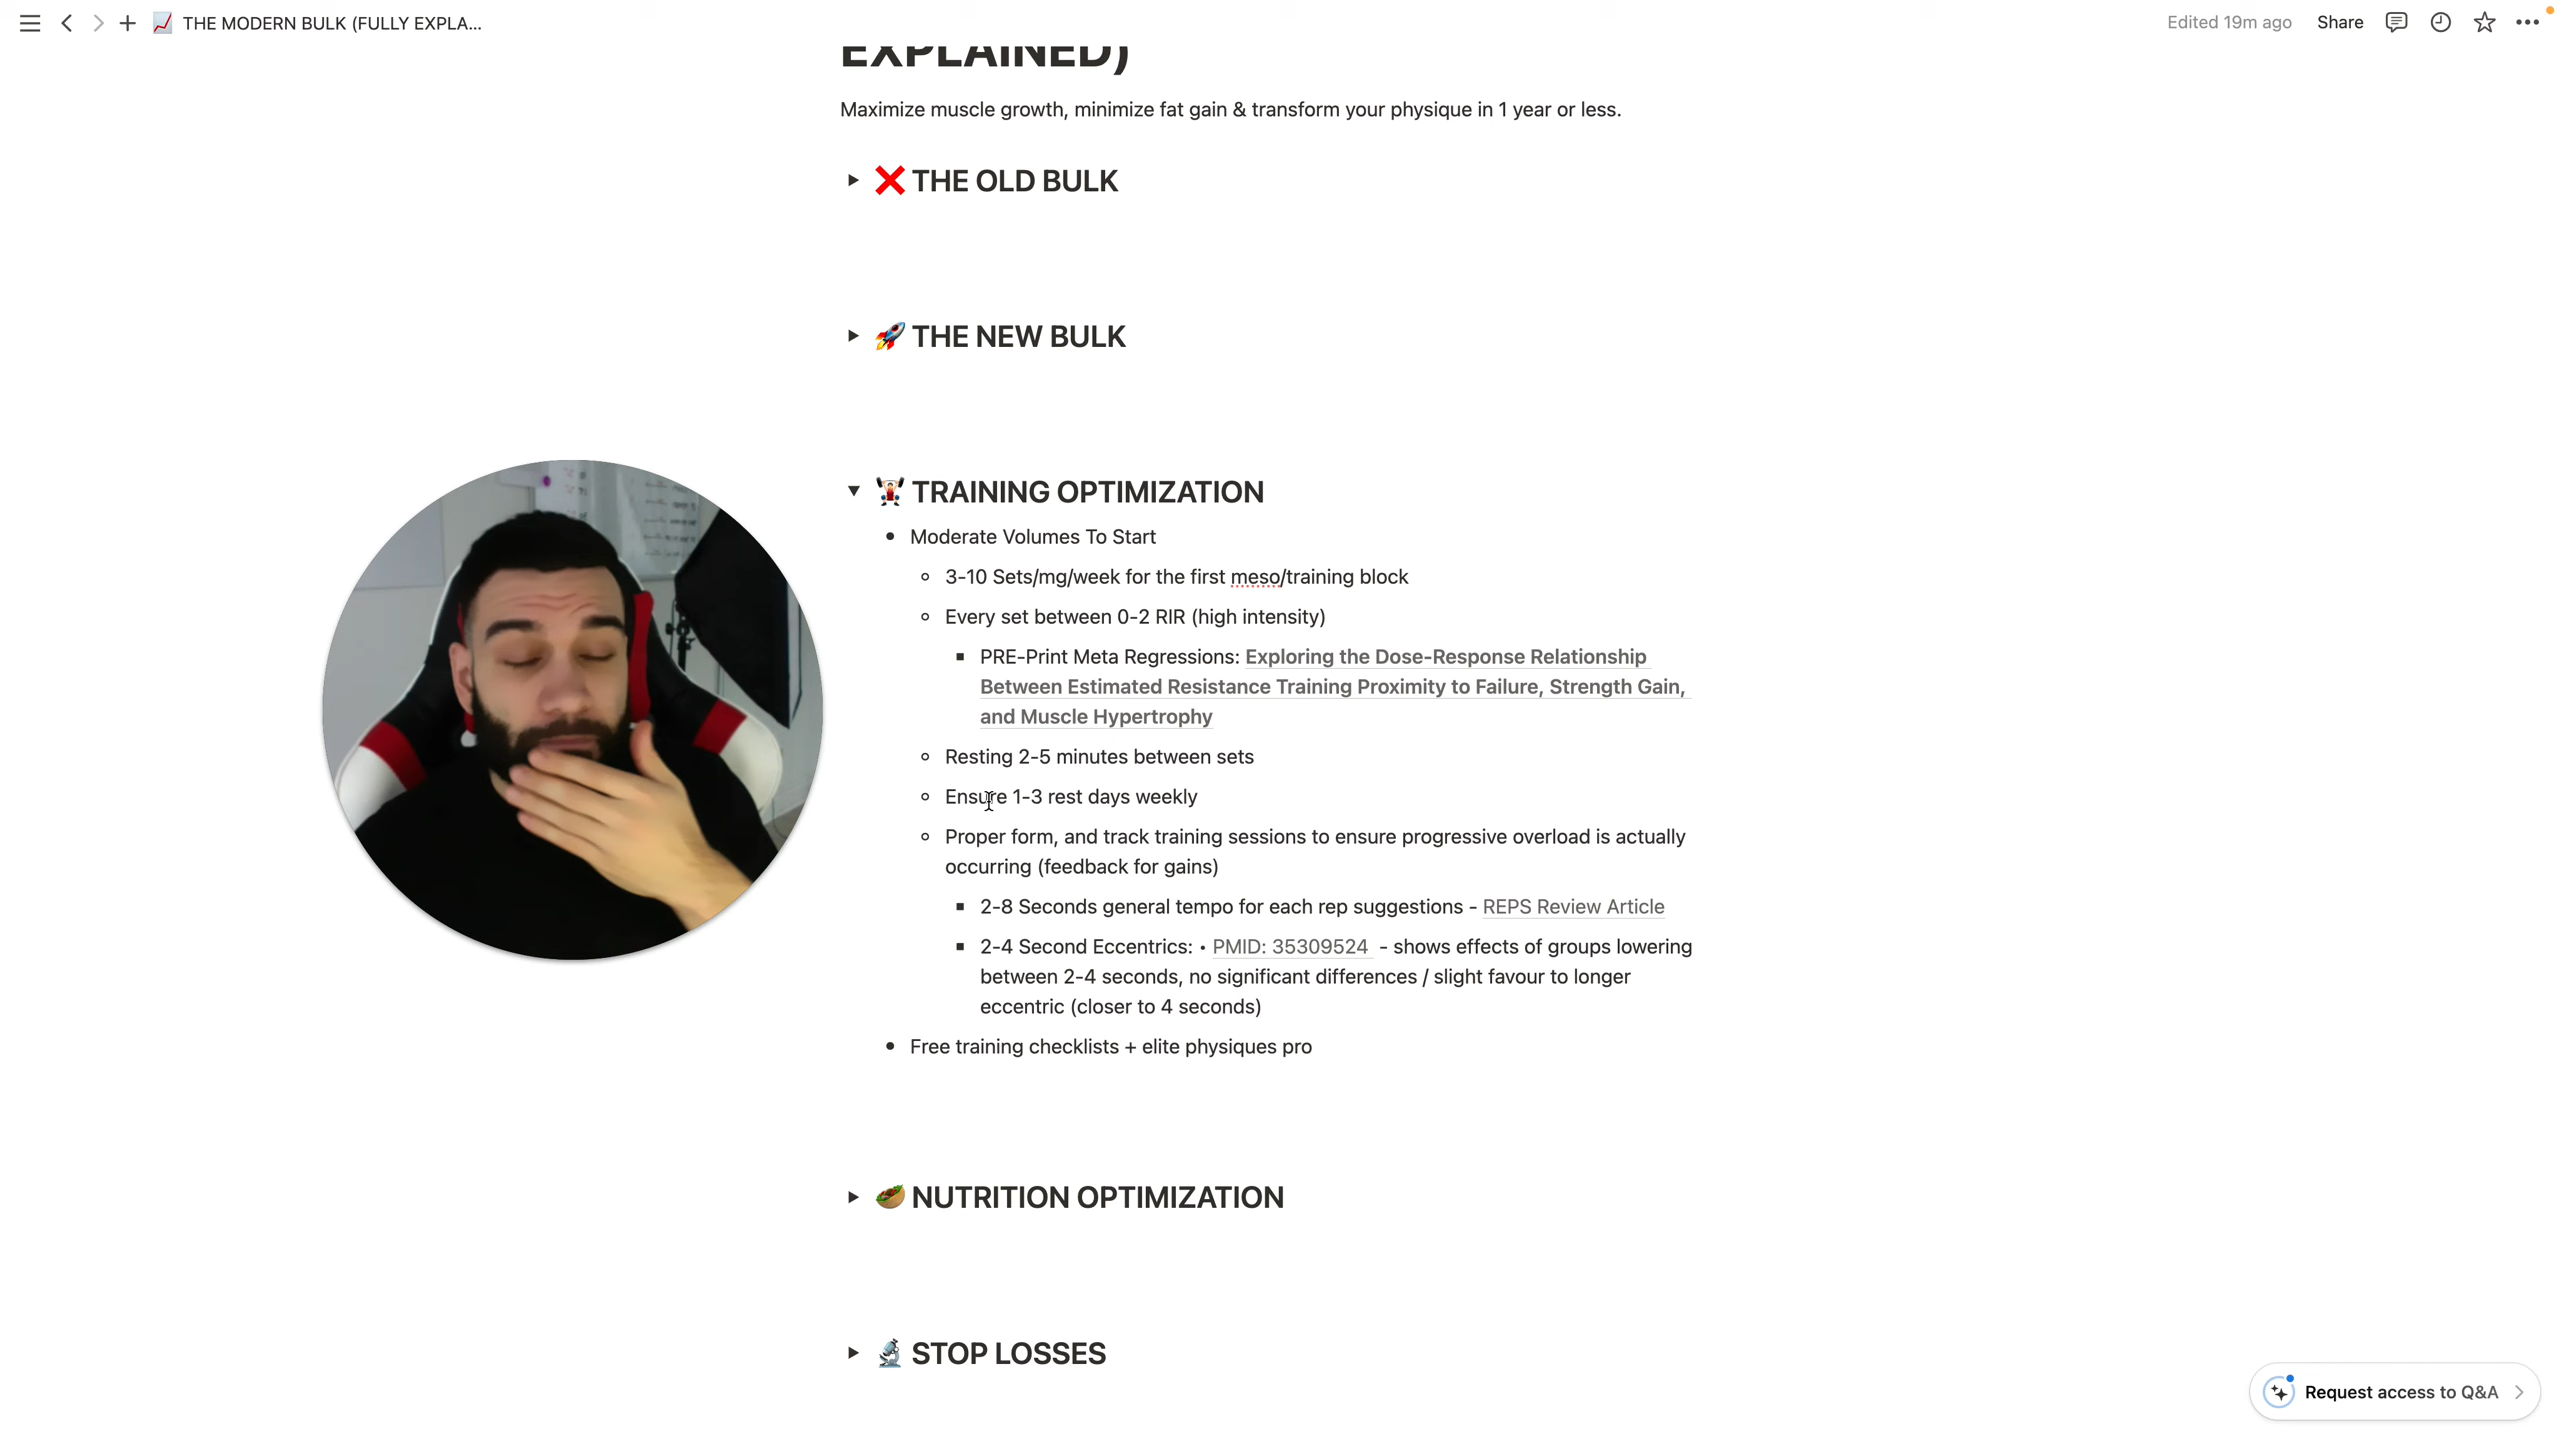 THE MODERN BULK (FULLY EXPLA...
Edited 19m ago
Share
EXPLAINED)
Maximize muscle growth, minimize fat gain & transform your physique in 1 year or less.
THE OLD BULK
THE NEW BULK
TRAINING OPTIMIZATION
Moderate Volumes To Start
3-10 Sets/mg/week for the first meso/training block
Every set between 0-2 RIR (high intensity)
PRE-Print Meta Regressions: Exploring the Dose-Response Relationship
Between Estimated Resistance Training Proximity to Failure, Strength Gain,
and Muscle Hypertrophy
Resting 2-5 minutes between sets
Ensure 1-3 rest days weekly
Proper form, and track training sessions to ensure progressive overload is actually
occurring (feedback for gains)
2-8 Seconds general tempo for each rep suggestions - REPS Review Article
2-4 Second Eccentrics: • PMID: 35309524 - shows effects of groups lowering
between 2-4 seconds, no significant differences / slight favour to longer
eccentric (closer to 4 seconds)
Free training checklists + elite physiques pro
NUTRITION OPTIMIZATION
STOP LOSSES
Request access to Q&A